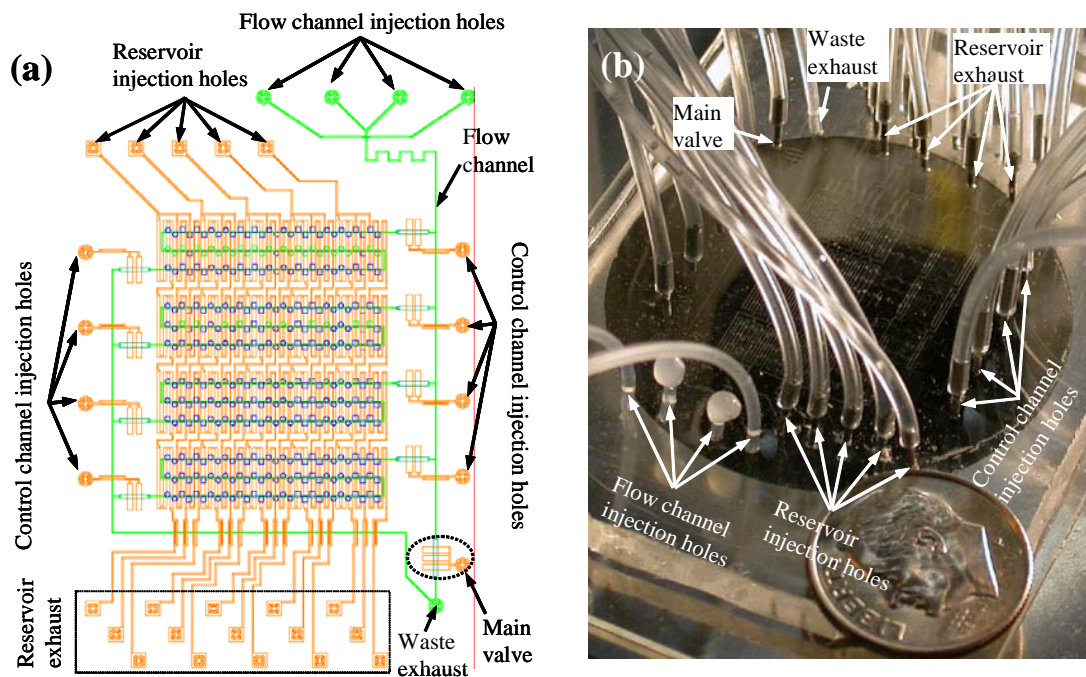 (a)
Flow channel injection holes
Reservoir
injection holes
Flow
channel
Control channel injection holes
Control channel injection holes
Reservoir
exhaust
Waste
exhaust
Main
valve
(b)
Waste
exhaust
Reservoir
exhaust
Main
valve
Control channel
injection holes
Flow channel
injection holes
Reservoir
injection holes
LIBERTY